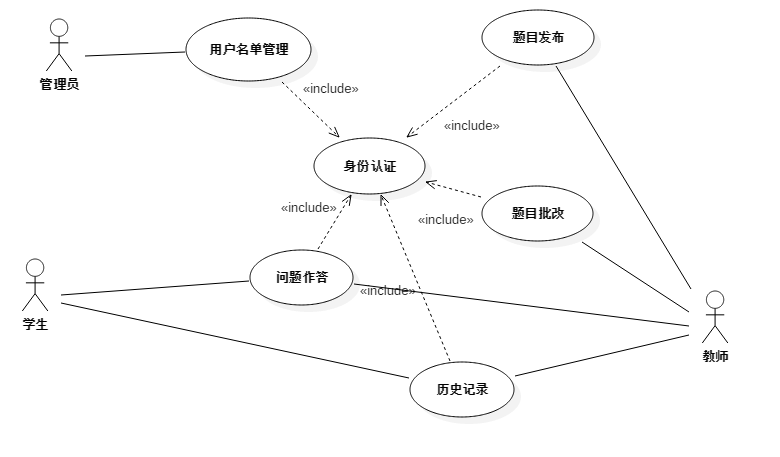 用户名单管理
题目发布
管理员
«include»
«include»
身份认证
«include»
题目批改
«include»
问题作答
«include»
学生
教师
历史记录